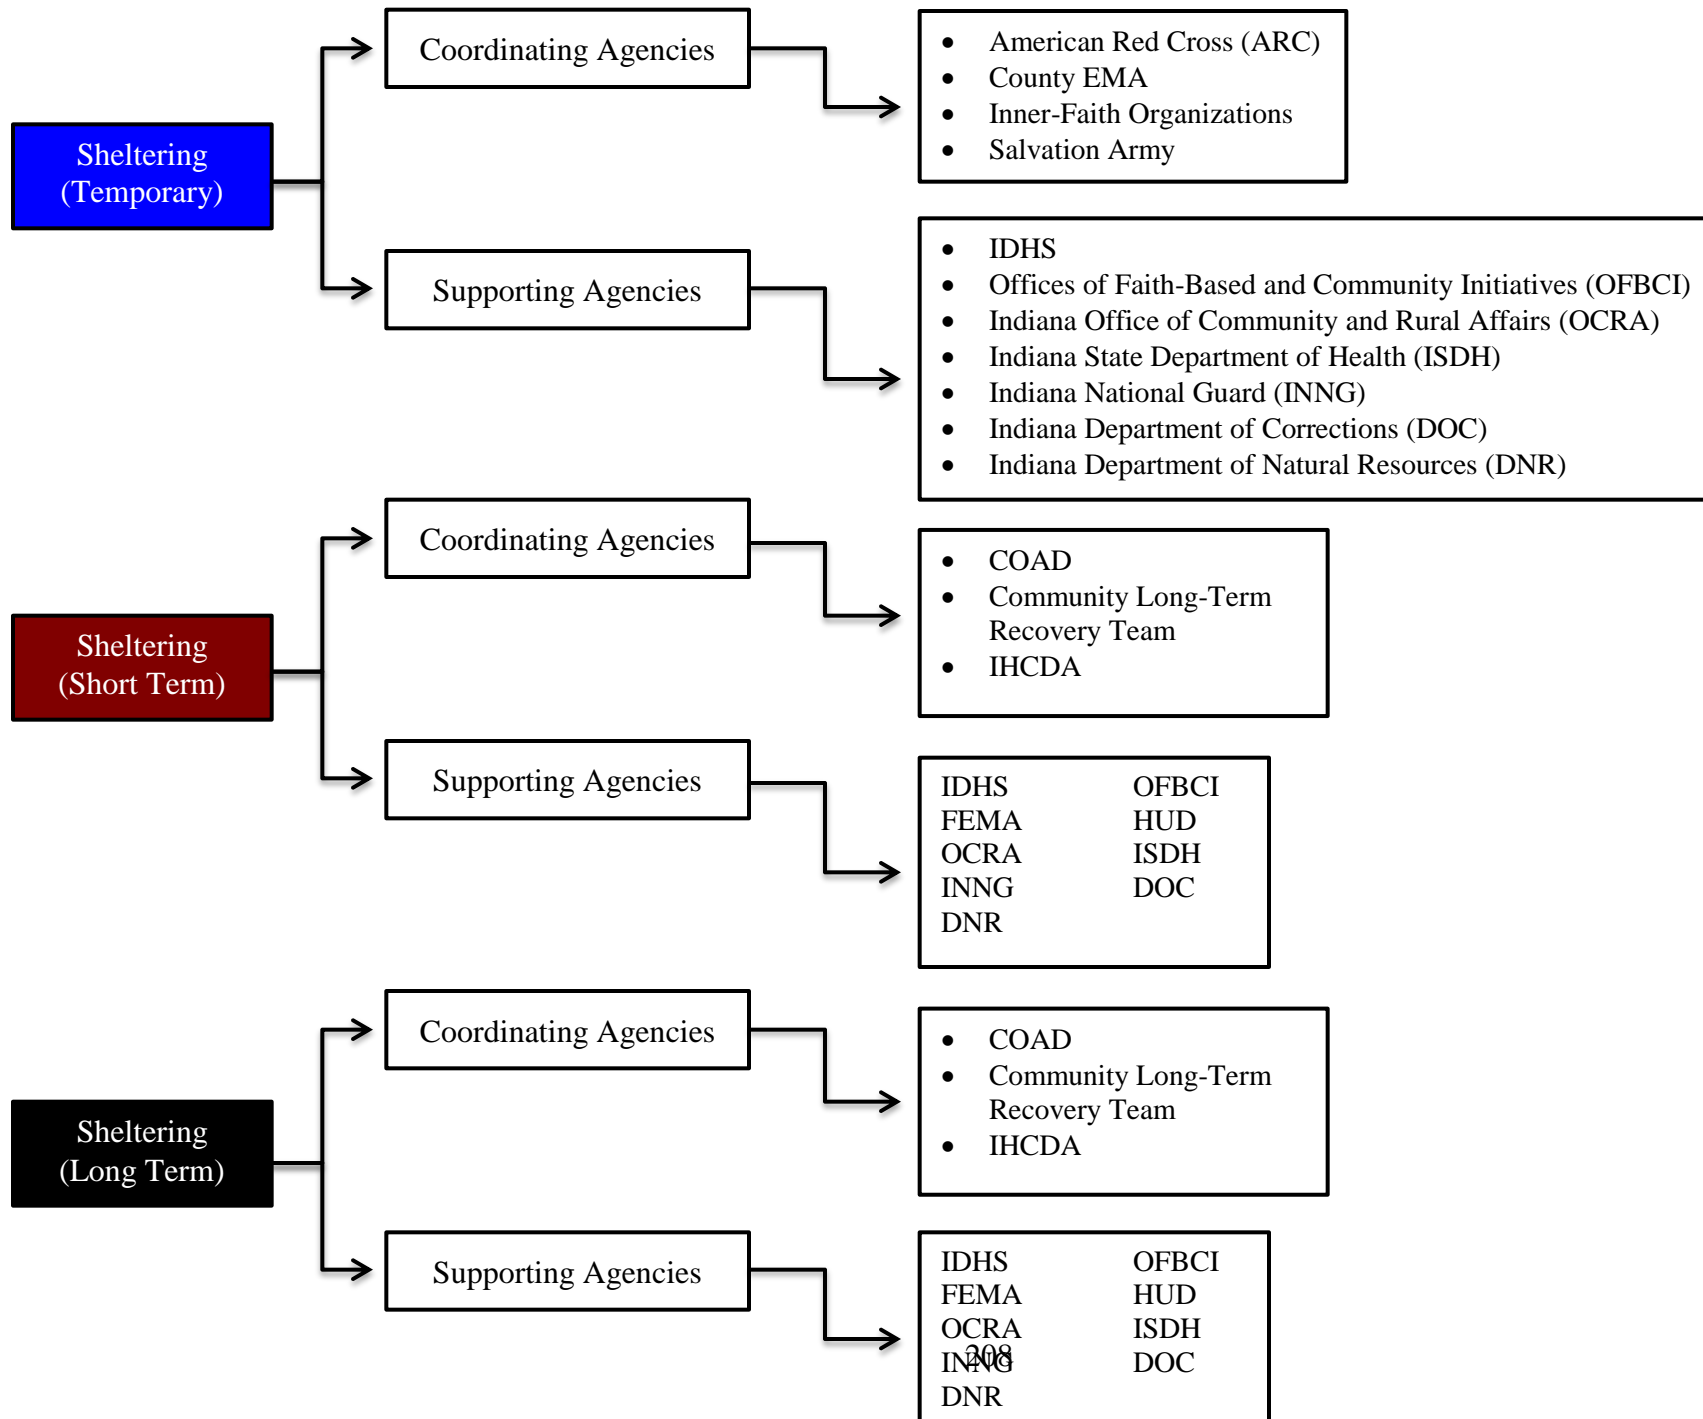 Sheltering
(Temporary)
Coordinating Agencies
• American Red Cross (ARC)
• County EMA
• Inner-Faith Organizations
• Salvation Army
Supporting Agencies
• IDHS
• Offices of Faith-Based and Community Initiatives (OFBCI)
• Indiana Office of Community and Rural Affairs (OCRA)
• Indiana State Department of Health (ISDH)
• Indiana National Guard (INNG)
• Indiana Department of Corrections (DOC)
• Indiana Department of Natural Resources (DNR)
Sheltering
(Short Term)
Coordinating Agencies
• COAD
• Community Long-Term
Recovery Team
• IHCDA
Supporting Agencies
IDHS OFBCI
FEMA HUD
OCRA ISDH
INNG DOC
DNR
Sheltering
(Long Term)
Coordinating Agencies
• COAD
• Community Long-Term
Recovery Team
• IHCDA
Supporting Agencies
IDHS OFBCI
FEMA HUD
OCRA ISDH
INNG DOC
DNR
208